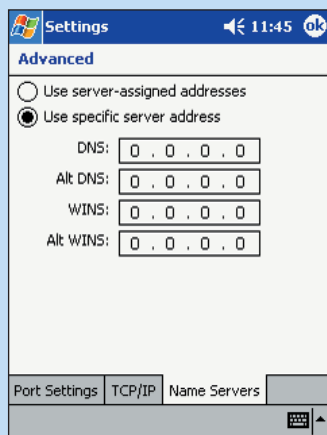 Settings 11:45 ok
Advanced
Use server-assigned addresses
Use specific server address
DNS: 0 . 0 . 0 . 0
Alt DNS: 0 . 0 . 0 . 0
WINS: 0 . 0 . 0 . 0
Alt WINS: 0 . 0 . 0 . 0
Port Settings TCP/IP Name Servers